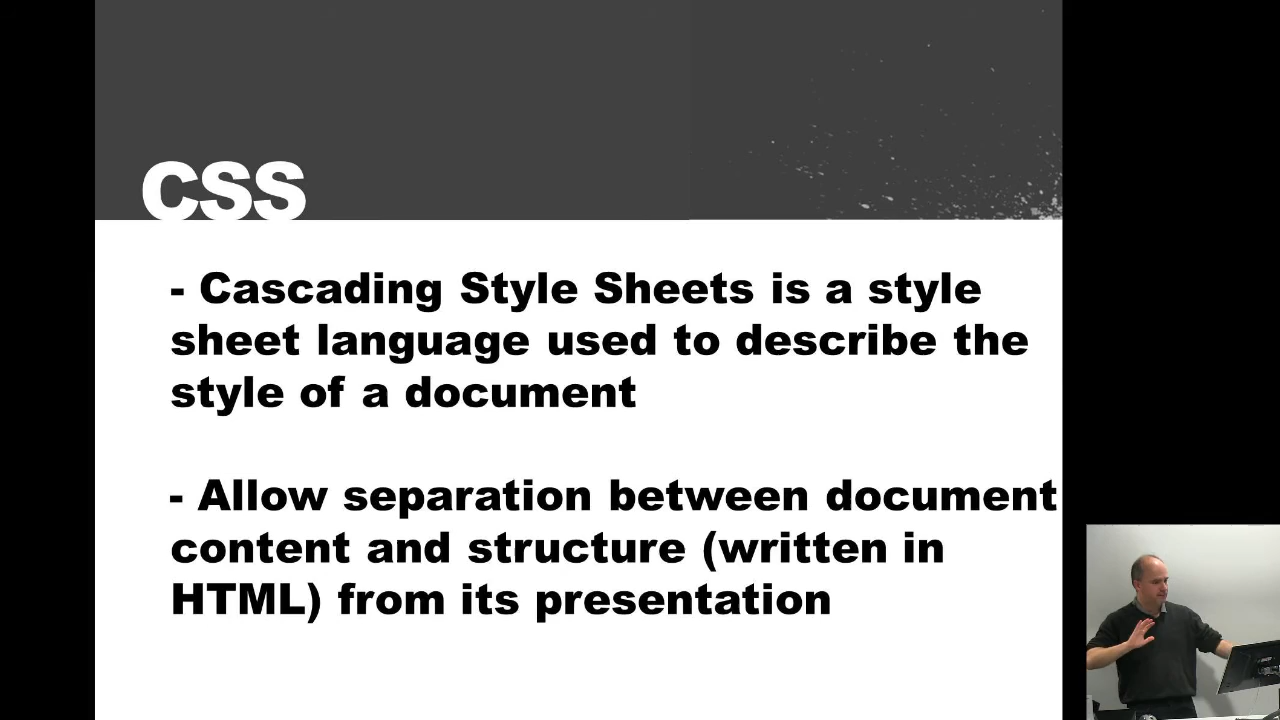 CSS
- Cascading Style Sheets is a style
sheet language used to describe the
style of a document
- Allow separation between document
content and structure (written in
HTML) from its presentation